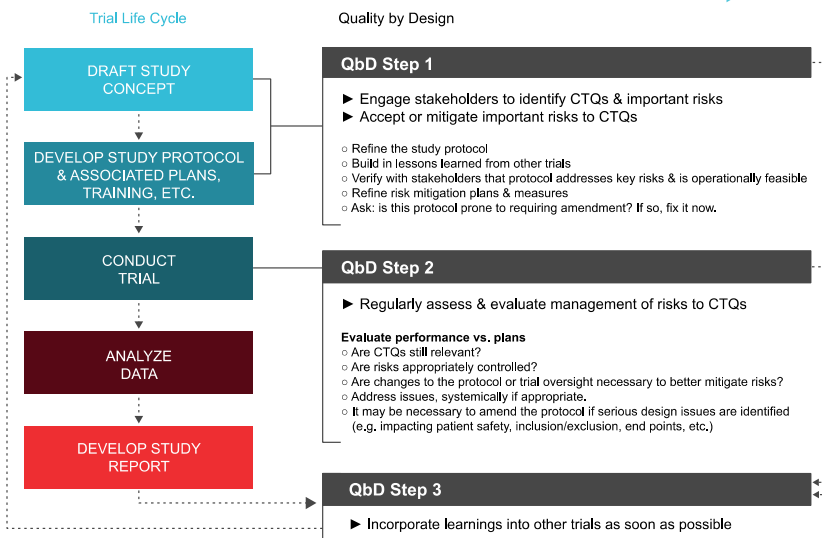 Trial Life Cycle
Quality by Design
DRAFT STUDY
CONCEPT
DEVELOP STUDY PROTOCOL
& ASSOCIATED PLANS,
TRAINING, ETC.
CONDUCT
TRIAL
ANALYZE
DATA
DEVELOP STUDY
REPORT
QbD Step 1
► Engage stakeholders to identify CTQs & important risks
► Accept or mitigate important risks to CTQs
○ Refine the study protocol
○ Build in lessons learned from other trials
○ Verify with stakeholders that protocol addresses key risks & is operationally feasible
○ Refine risk mitigation plans & measures
○ Ask: is this protocol prone to requiring amendment? If so, fix it now.
QbD Step 2
► Regularly assess & evaluate management of risks to CTQs
Evaluate performance vs. plans
○ Are CTQs still relevant?
○ Are risks appropriately controlled?
○ Are changes to the protocol or trial oversight necessary to better mitigate risks?
○ Address issues, systemically if appropriate.
○ It may be necessary to amend the protocol if serious design issues are identified
(e.g. impacting patient safety, inclusion/exclusion, end points, etc.)
QbD Step 3
► Incorporate learnings into other trials as soon as possible